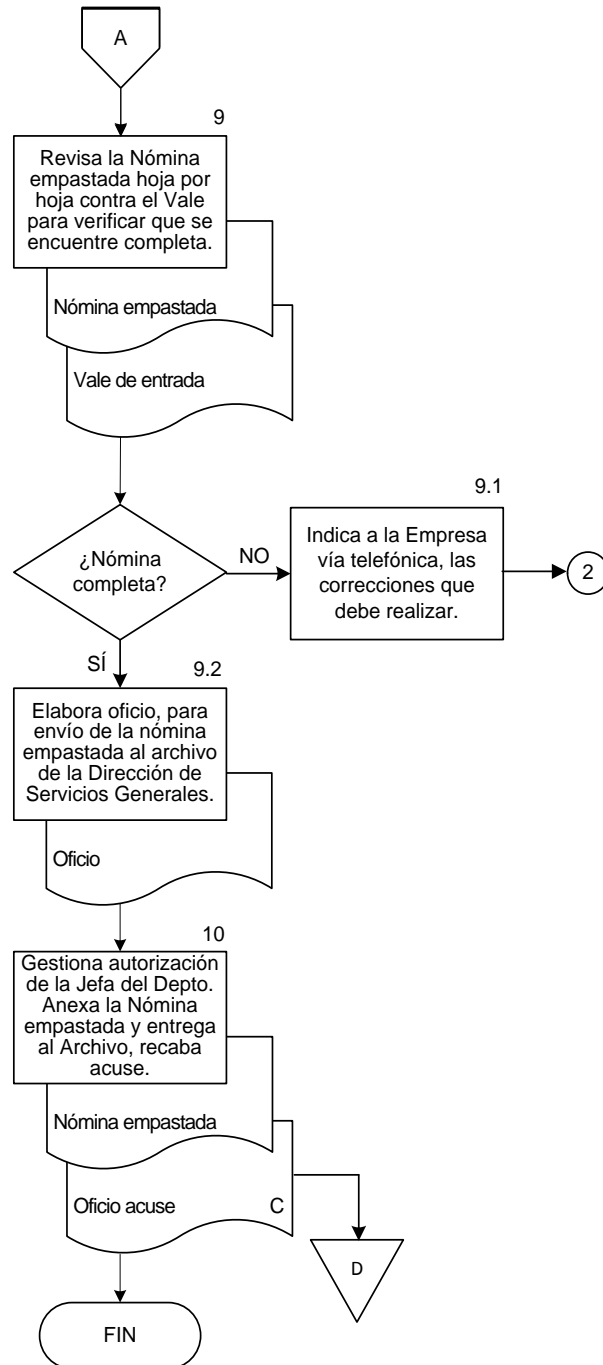 A
9
Revisa la Nómina
empastada hoja por
hoja contra el Vale
para verificar que se
encuentre completa.
Nómina empastada
Vale de entrada
9.1
¿Nómina
completa?
NO
Indica a la Empresa
vía telefónica, las
correcciones que
debe realizar.
2
SÍ
9.2
Elabora oficio, para
envío de la nómina
empastada al archivo
de la Dirección de
Servicios Generales.
Oficio
10
Gestiona autorización
de la Jefa del Depto.
Anexa la Nómina
empastada y entrega
al Archivo, recaba
acuse.
Nómina empastada
Oficio acuse C
D
FIN